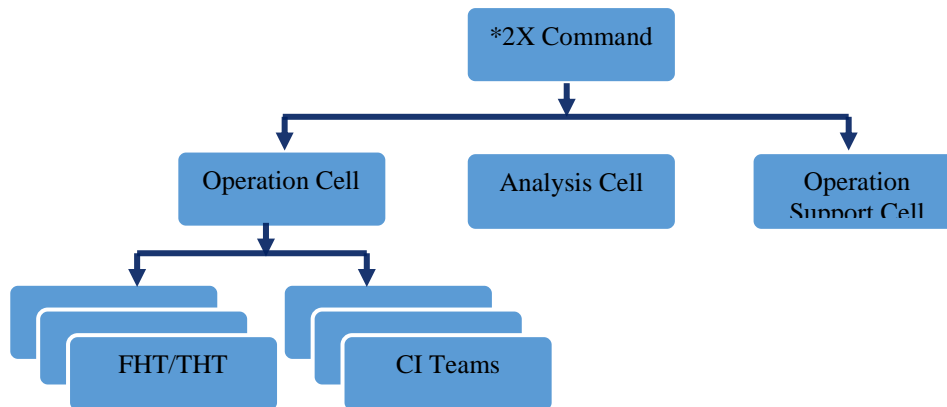 *2X Command
Operation Cell
Analysis Cell
Operation
Support Cell
FHT/THT
CI Teams